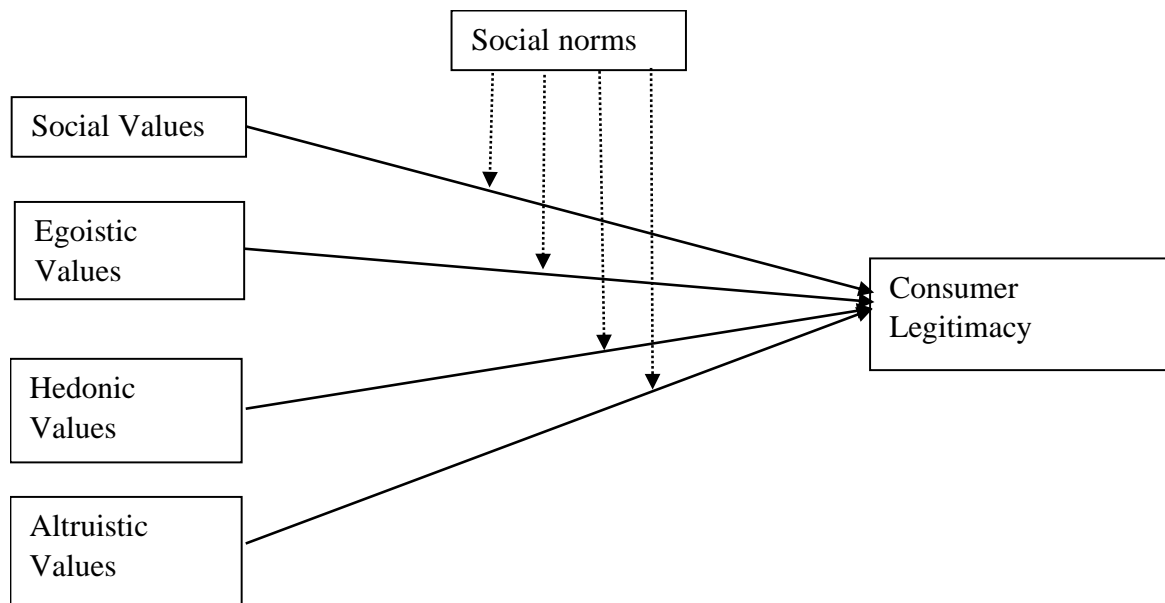 Social norms
Social Values
Egoistic
Values
Consumer
Legitimacy
Hedonic
Values
Altruistic
Values